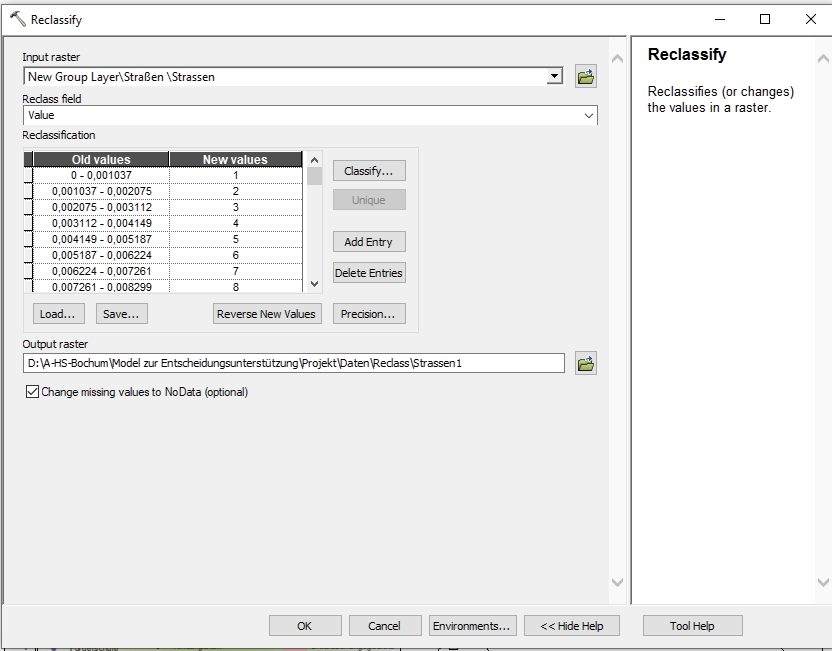 Reclassify
Input raster
New Group Layer\Straßen \Strassen
Reclass field
Value
Reclassification
Old values New values
0 - 0,001037 1
0,001037 - 0,002075 2
0,002075 - 0,003112 3
0,003112 - 0,004149 4
0,004149 - 0,005187 5
0,005187 - 0,006224 6
0,006224 - 0,007261 7
0,007261 - 0,008299 8
Classify...
Unique
Add Entry
Delete Entries
Load... Save... Reverse New Values Precision...
Output raster
D:\A-HS-Bochum\Model zur Entscheidungsunterstützung\Projekt\Daten\Reclass\Strassen1
Change missing values to NoData (optional)
Reclassify
Reclassifies (or changes)
the values in a raster.
OK Cancel Environments... << Hide Help Tool Help